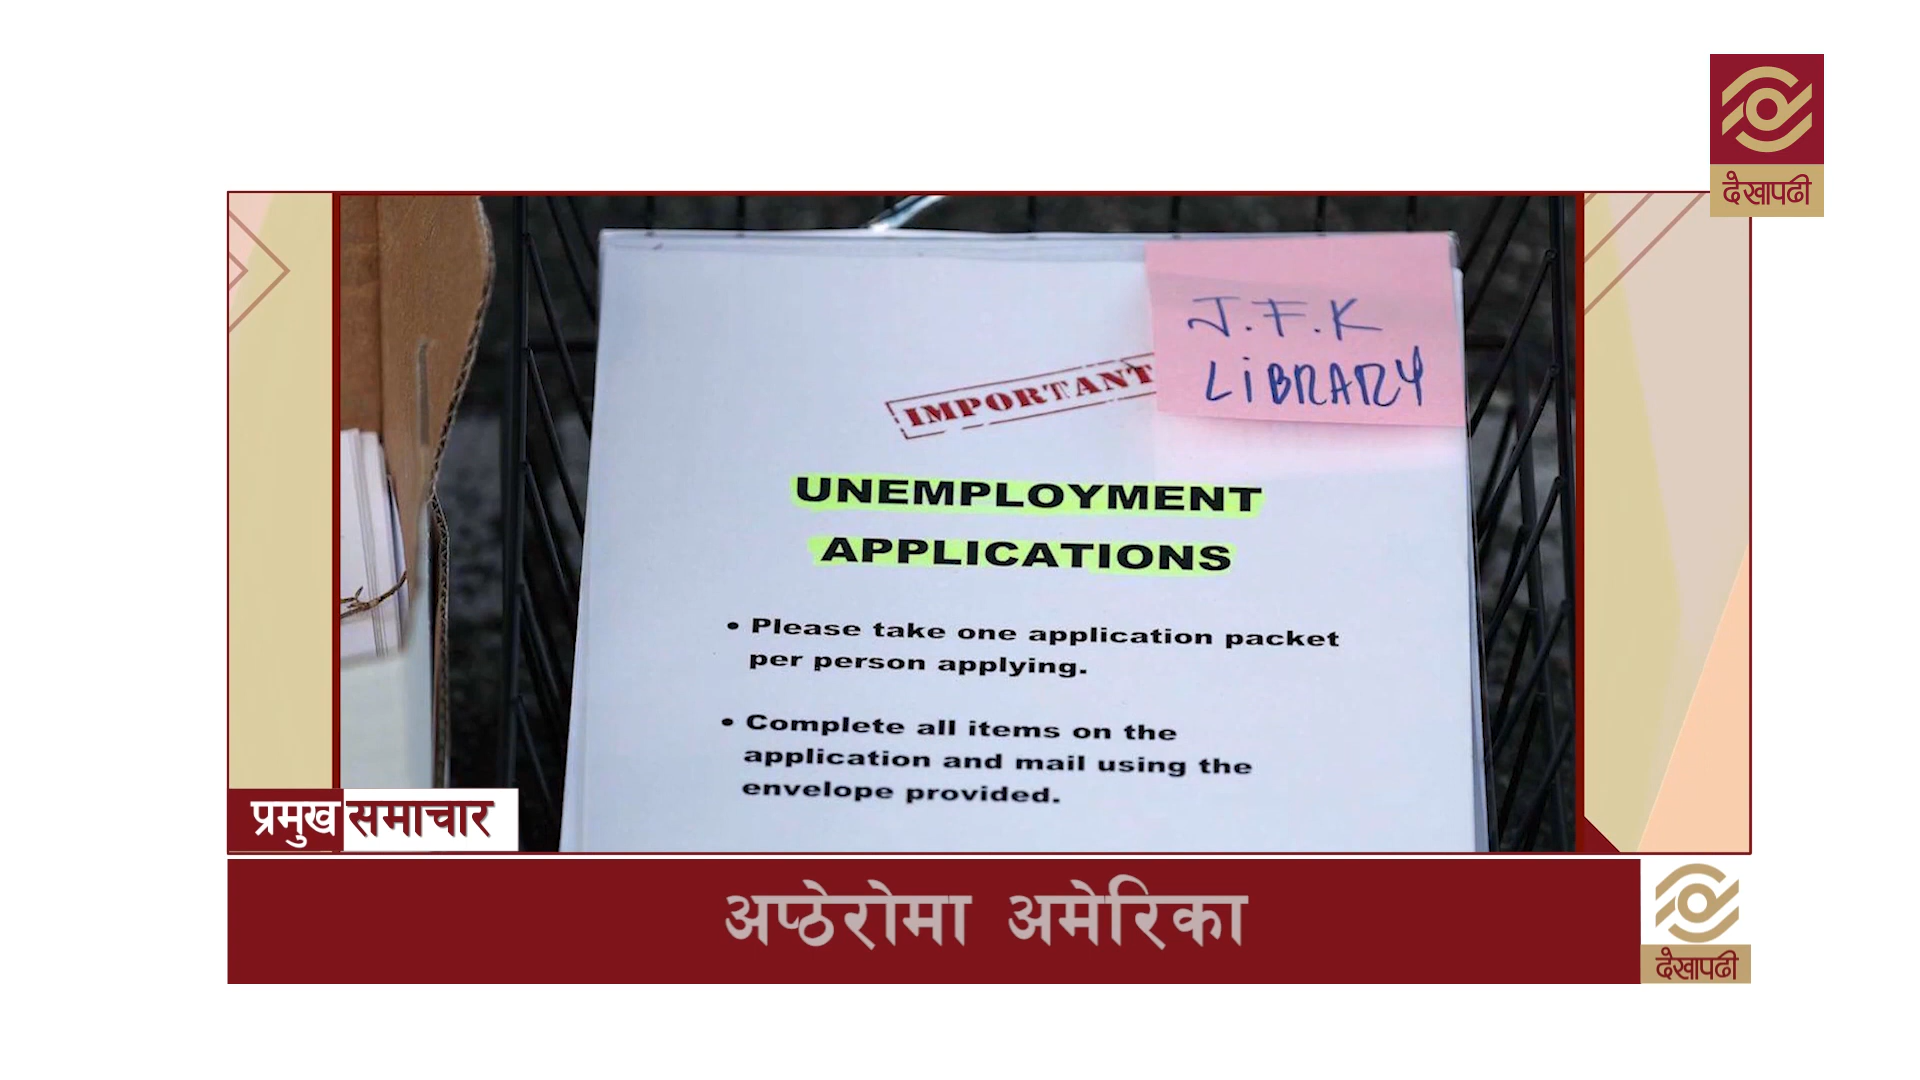 देखापढी
J.F.K
LiBRARY
IMPORTANT
UNEMPLOYMENT
APPLICATIONS
• Please take one application packet
per person applying.
• Complete all items on the
application and mail using the
envelope provided.
प्रमुख समाचार
अप्ठेरोमा अमेरिका
देखापढी